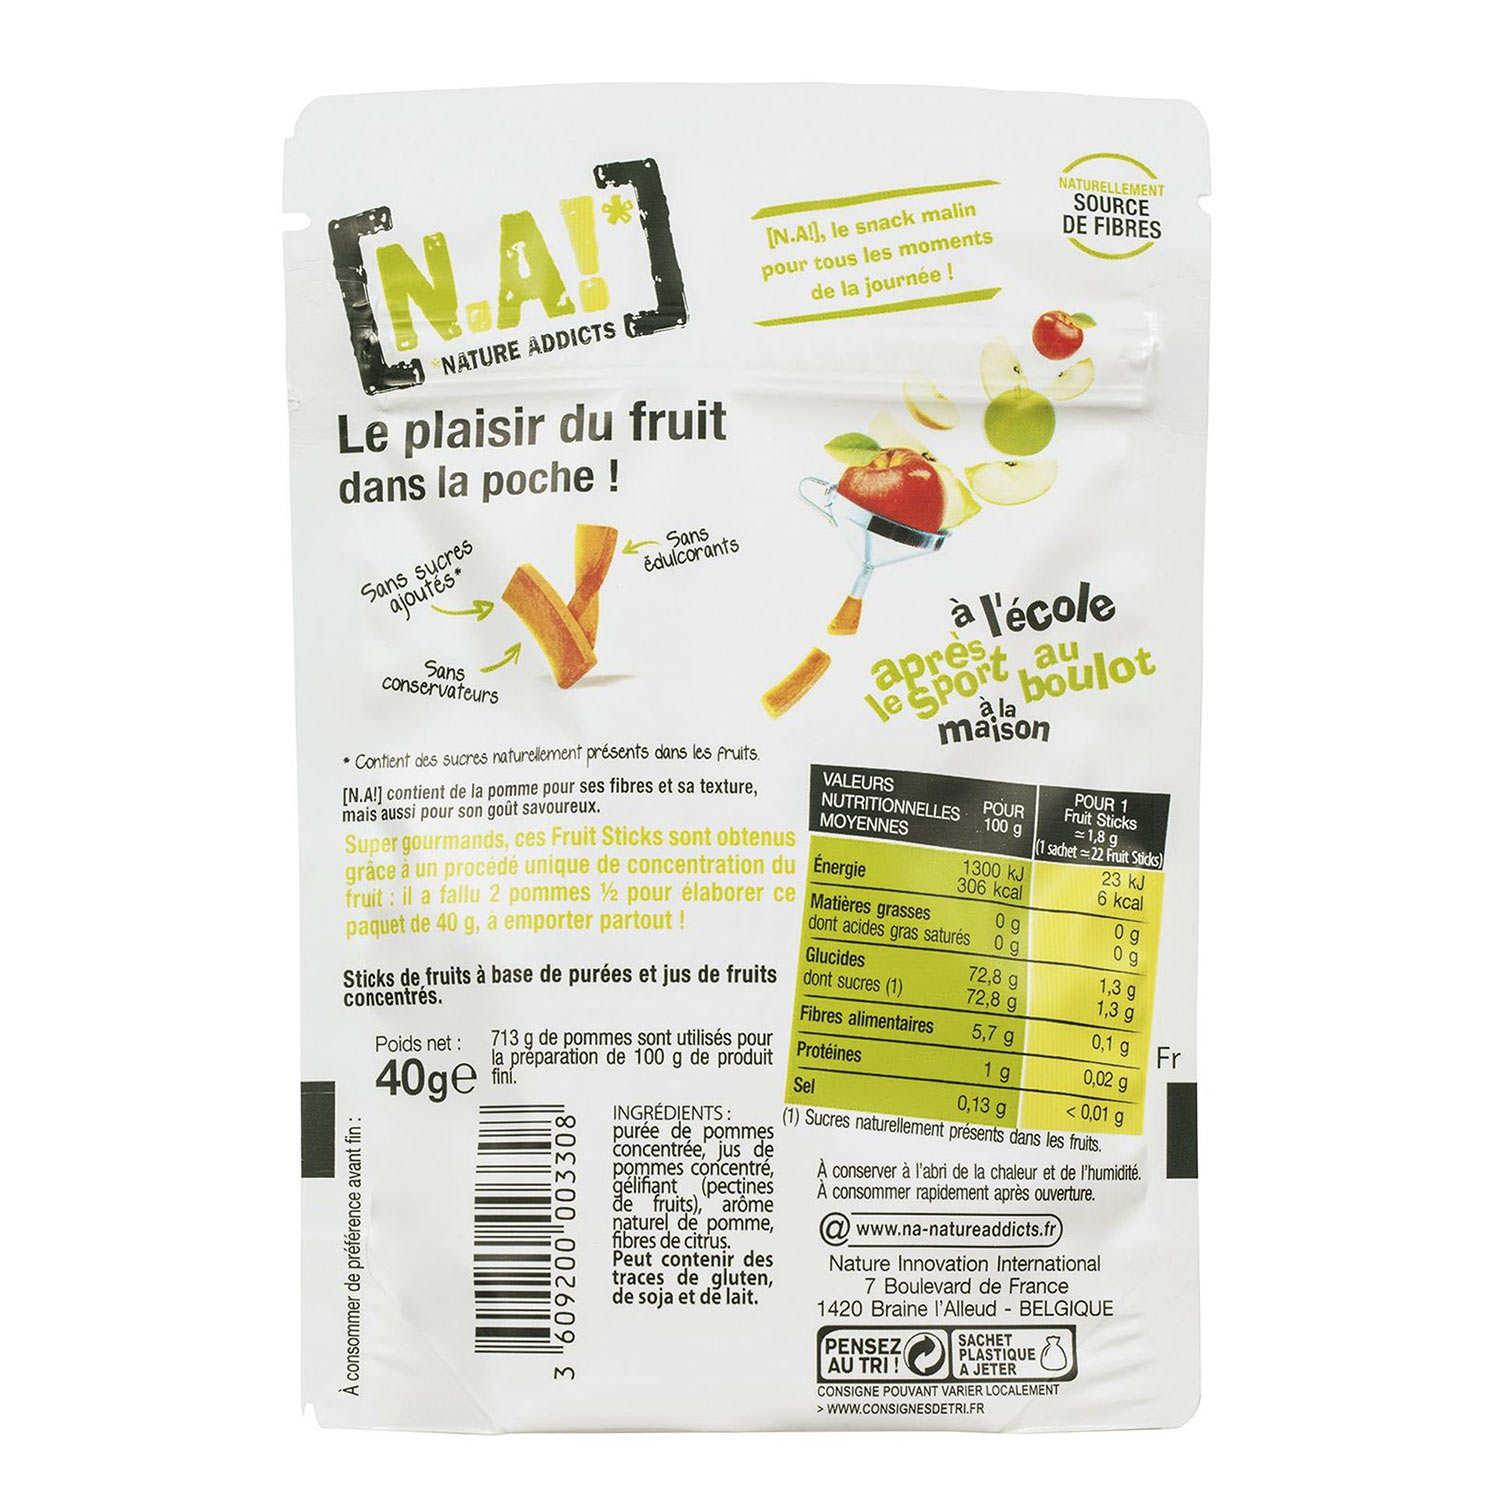 [N.A!*]
*NATURE ADDICTS
[N.A!], le snack malin
pour tous les moments
de la journée !
NATURELLEMENT
SOURCE
DE FIBRES
Le plaisir du fruit
dans la poche !
Sans sucres
ajoutés*
Sans
édulcorants
Sans
conservateurs
à l'école
après
le sport
au
boulot
à la
maison
* Contient des sucres naturellement présents dans les fruits.
[N.A!] contient de la pomme pour ses fibres et sa texture,
mais aussi pour son goût savoureux.
Super gourmands, ces Fruit Sticks sont obtenus
grâce à un procédé unique de concentration du
fruit : il a fallu 2 pommes ½ pour élaborer ce
paquet de 40 g, à emporter partout !
Sticks de fruits à base de purées et jus de fruits
concentrés.
Poids net :
40g℮
713 g de pommes sont utilisés pour
la préparation de 100 g de produit
fini.
VALEURS
NUTRITIONNELLES
MOYENNES
POUR
100 g
POUR 1
Fruit Sticks
≃1,8 g
(1 sachet ≃ 22 Fruit Sticks)
Énergie 1300 kJ 23 kJ
306 kcal 6 kcal
Matières grasses 0 g 0 g
dont acides gras saturés 0 g 0 g
Glucides 72,8 g 1,3 g
dont sucres (1) 72,8 g 1,3 g
Fibres alimentaires 5,7 g 0,1 g
Protéines 1 g 0,02 g
Sel 0,13 g < 0,01 g
Fr
(1) Sucres naturellement présents dans les fruits.
À consommer de préférence avant fin :
3 609200 003308
INGRÉDIENTS :
purée de pommes
concentrée, jus de
pommes concentré,
gélifiant (pectines
de fruits), arôme
naturel de pomme,
fibres de citrus.
Peut contenir des
traces de gluten,
de soja et de lait.
À conserver à l'abri de la chaleur et de l'humidité.
À consommer rapidement après ouverture.
@ www.na-natureaddicts.fr
Nature Innovation International
7 Boulevard de France
1420 Braine l'Alleud - BELGIQUE
PENSEZ
AU TRI !
SACHET
PLASTIQUE
A JETER
CONSIGNE POUVANT VARIER LOCALEMENT
> WWW.CONSIGNESDETRI.FR